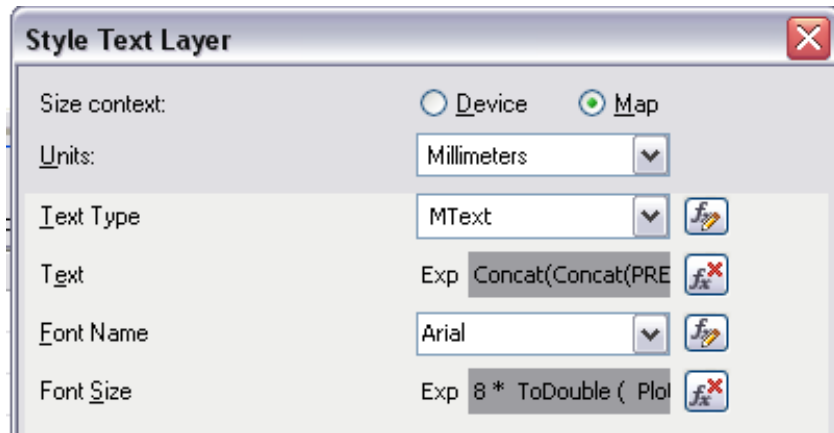 Style Text Layer
Size context: Device Map
Units: Millimeters
Text Type MText
Text Exp Concat(Concat(PRE
Font Name Arial
Font Size Exp 8 * ToDouble ( Plot